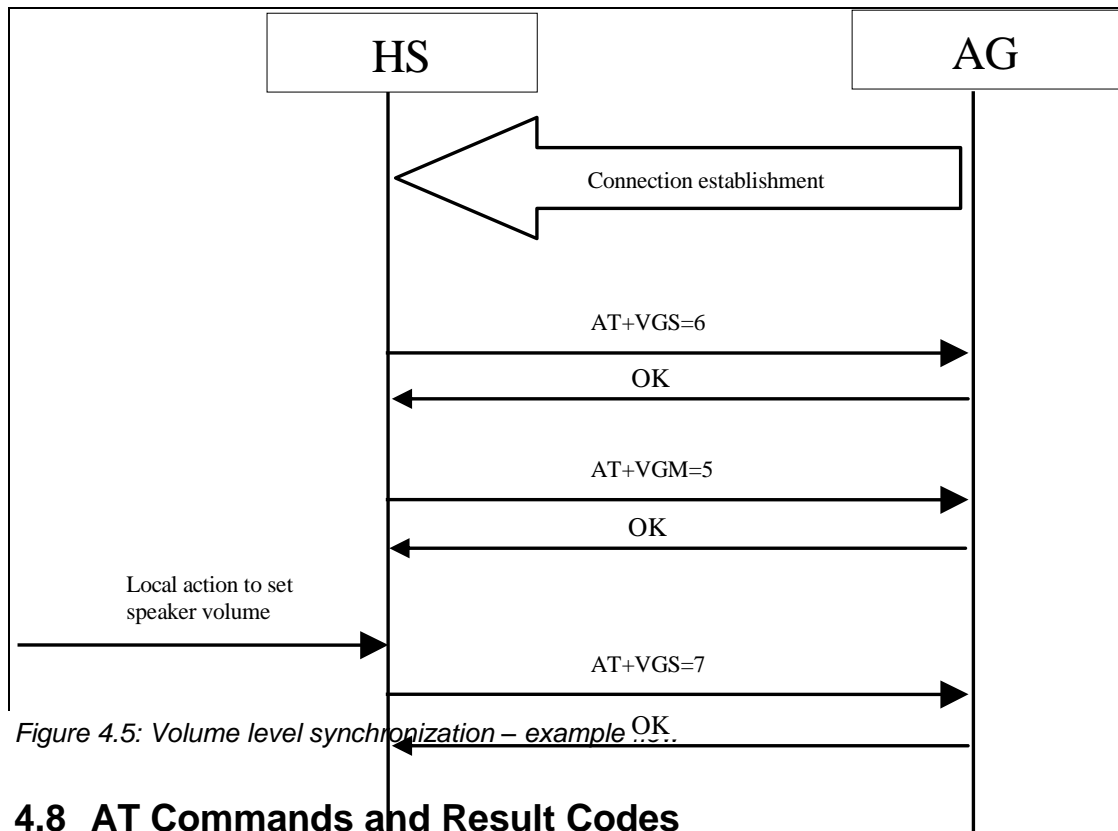 HS
AG
Connection establishment
AT+VGS=6
OK
AT+VGM=5
OK
Local action to set
speaker volume
AT+VGS=7
OK
Figure 4.5: Volume level synchronization – example
4.8 AT Commands and Result Codes